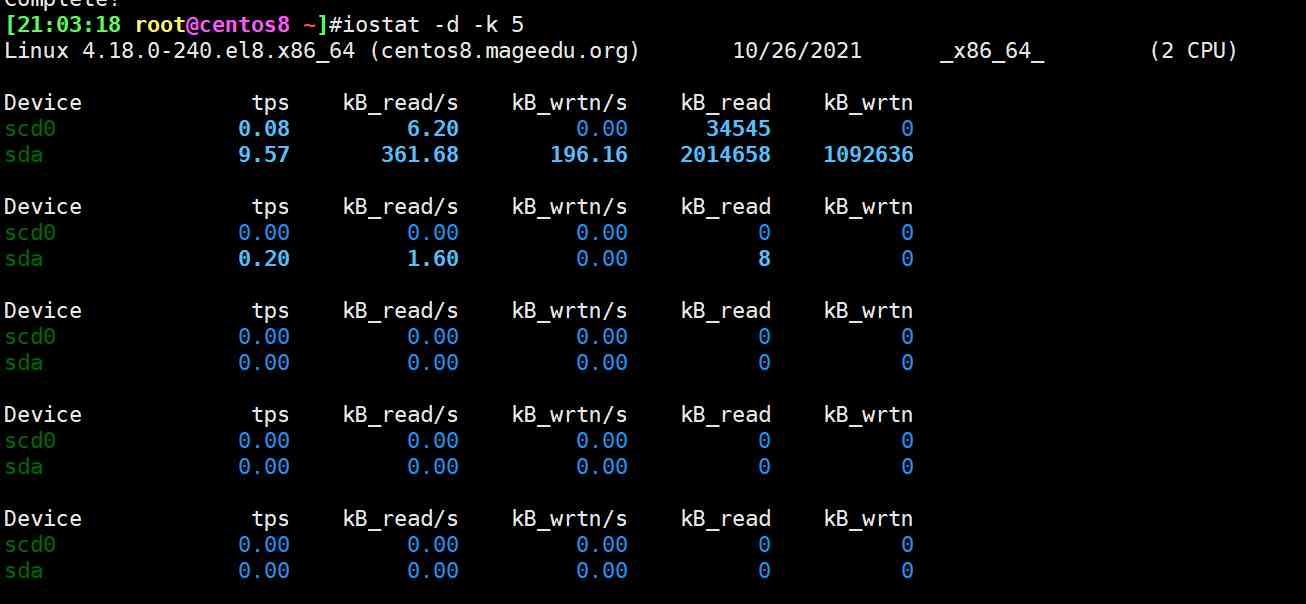 Complete!
[21:03:18 root@centos8 ~]#iostat -d -k 5
Linux 4.18.0-240.el8.x86_64 (centos8.mageedu.org) 10/26/2021 _x86_64_ (2 CPU)
Device tps kB_read/s kB_wrtn/s kB_read kB_wrtn
scd0 0.08 6.20 0.00 34545 0
sda 9.57 361.68 196.16 2014658 1092636
Device tps kB_read/s kB_wrtn/s kB_read kB_wrtn
scd0 0.00 0.00 0.00 0 0
sda 0.20 1.60 0.00 8 0
Device tps kB_read/s kB_wrtn/s kB_read kB_wrtn
scd0 0.00 0.00 0.00 0 0
sda 0.00 0.00 0.00 0 0
Device tps kB_read/s kB_wrtn/s kB_read kB_wrtn
scd0 0.00 0.00 0.00 0 0
sda 0.00 0.00 0.00 0 0
Device tps kB_read/s kB_wrtn/s kB_read kB_wrtn
scd0 0.00 0.00 0.00 0 0
sda 0.00 0.00 0.00 0 0